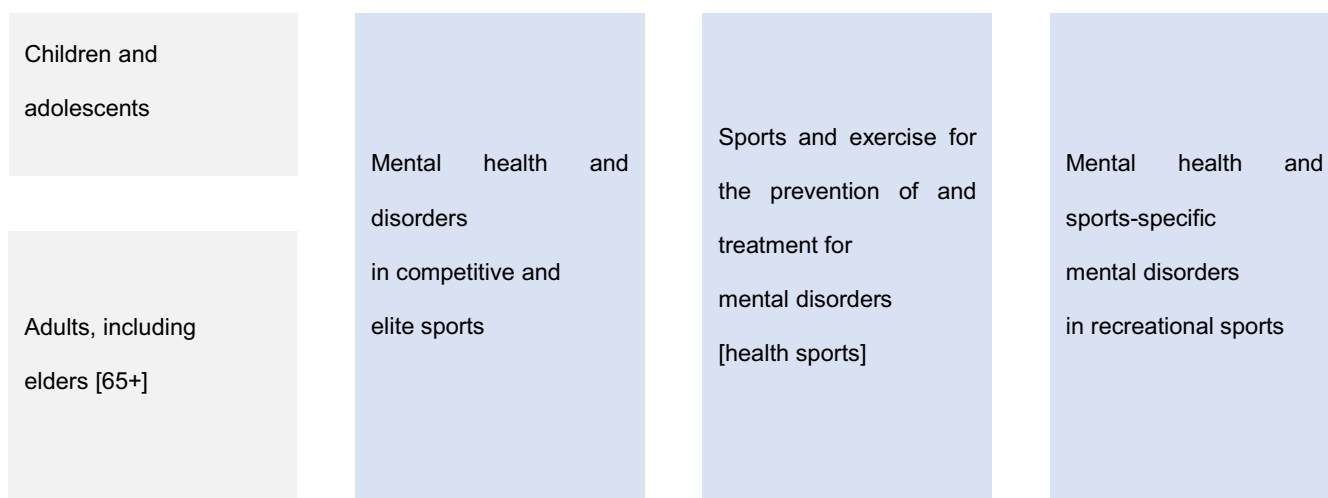 Children and
adolescents
Adults, including
elders [65+]
Mental health and
disorders
in competitive and
elite sports
Sports and exercise for
the prevention of and
treatment for
mental disorders
[health sports]
Mental health and
sports-specific
mental disorders
in recreational sports